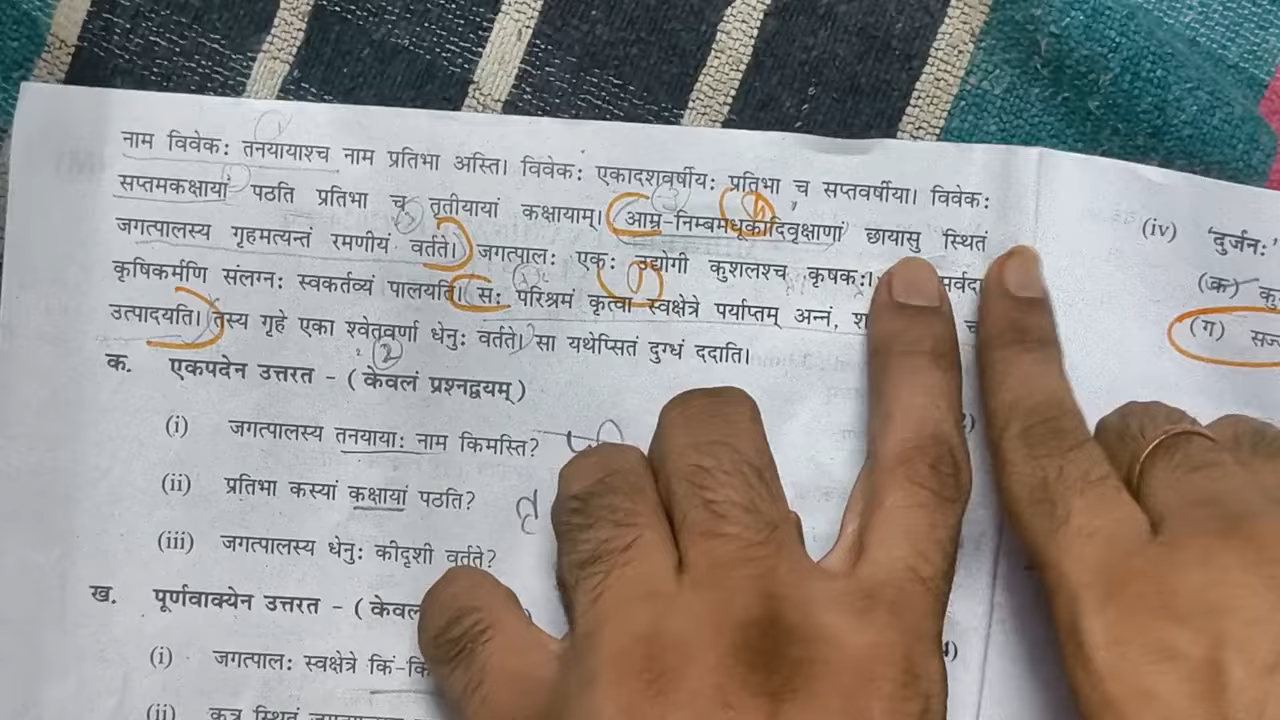 नाम विवेकः तनयायाश्च नाम प्रतिभा अस्ति। विवेकः एकादशवर्षीयः प्रतिभा च सप्तवर्षीया। विवेकः
सप्तमकक्षायां पठति प्रतिभा च तृतीयायां कक्षायाम्। आम्र-निम्बमधूकादिवृक्षाणां छायासु स्थितं
जगत्पालस्य गृहमत्यन्तं रमणीयं वर्तते। जगत्पालः एकः उद्योगी कुशलश्च कृषकः।
कृषिकर्मणि संलग्नः स्वकर्तव्यं पालयति। सः परिश्रमं कृत्वा स्वक्षेत्रे पर्याप्तम् अन्नं, च
उत्पादयति। तस्य गृहे एका श्वेतवर्णा धेनुः वर्तते। सा यथेप्सितं दुग्धं ददाति।
क. एकपदेन उत्तरत - (केवलं प्रश्नद्वयम्)
(i) जगत्पालस्य तनयायाः नाम किमस्ति?
(ii) प्रतिभा कस्यां कक्षायां पठति?
(iii) जगत्पालस्य धेनुः कीदृशी वर्तते?
ख. पूर्णवाक्येन उत्तरत -
(i) जगत्पालः स्वक्षेत्रे
(ii) कुत्र स्थितं
(iv) 'दुर्जनः'
(क)
(ग)